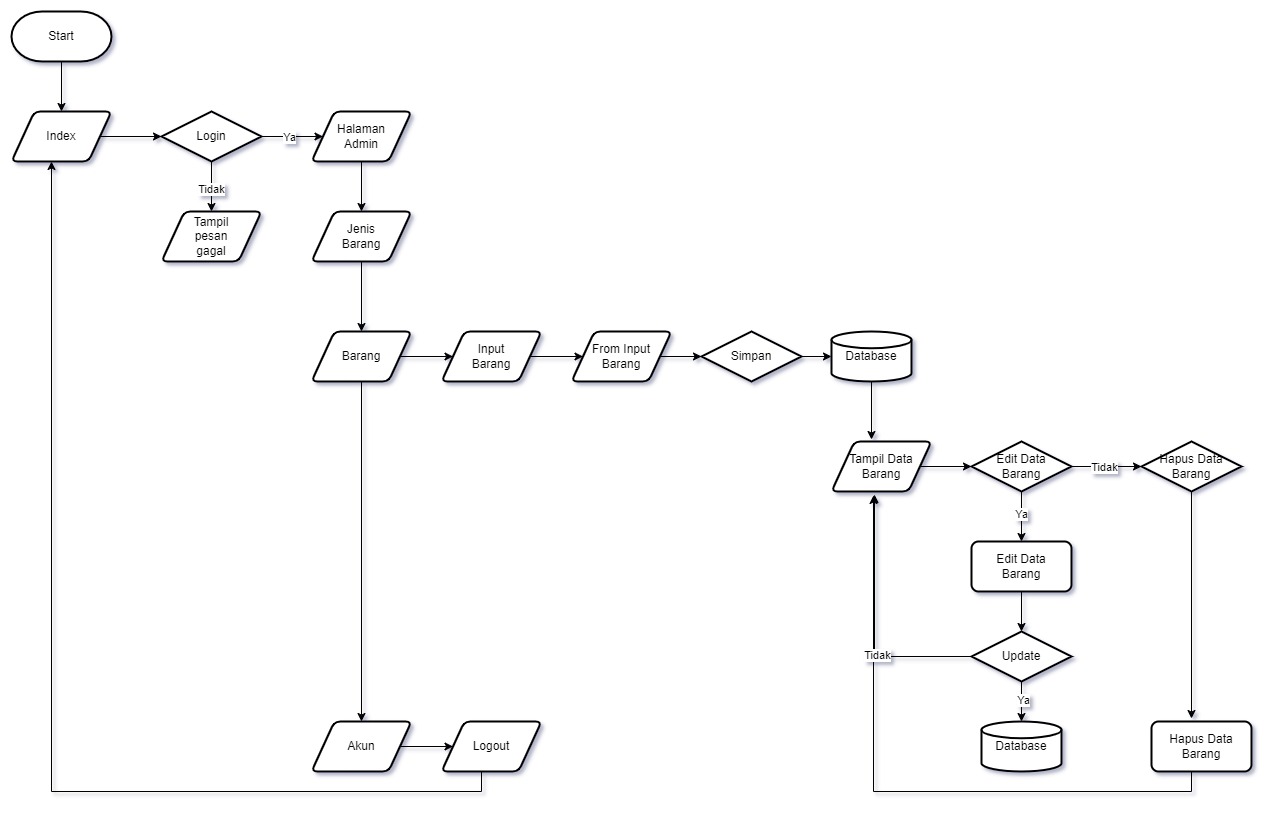 Start
Index
Login
Ya
Halaman
Admin
Tidak
Tampil
pesan
gagal
Jenis
Barang
Barang
Input
Barang
From Input
Barang
Simpan
Database
Tampil Data
Barang
Edit Data
Barang
Tidak
Hapus Data
Barang
Ya
Edit Data
Barang
Tidak
Update
Ya
Akun
Logout
Database
Hapus Data
Barang